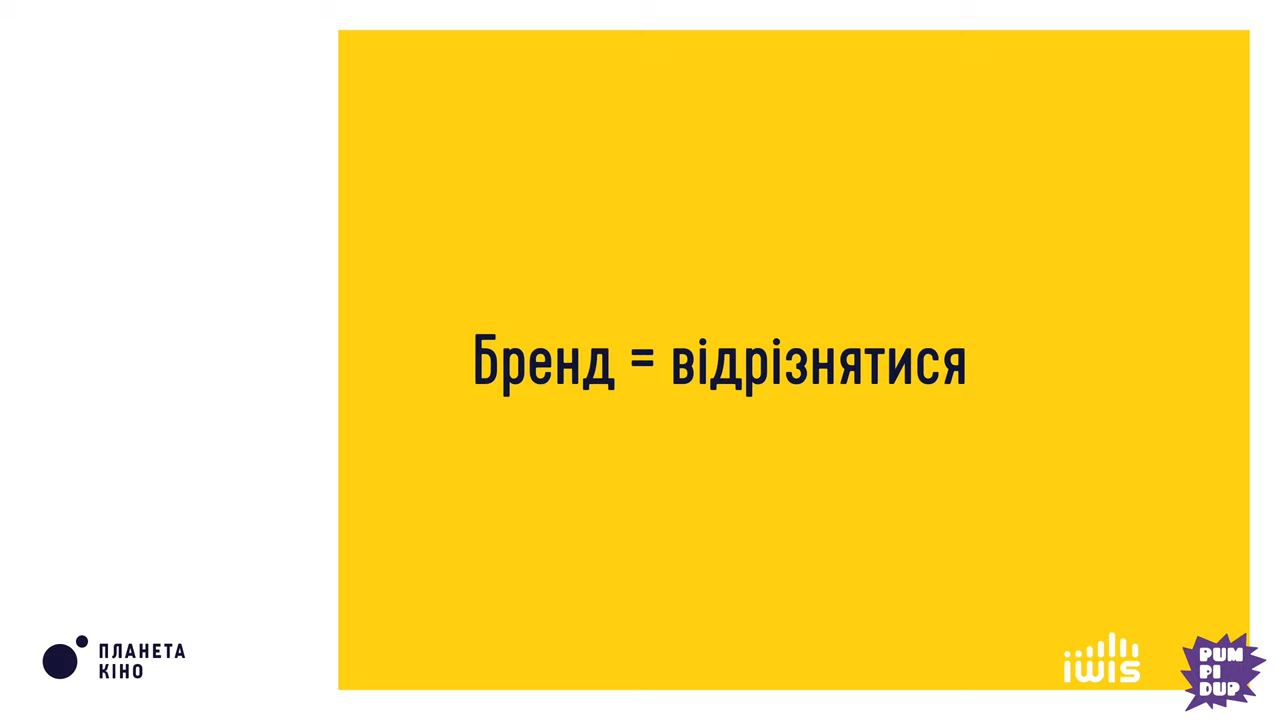 Бренд = відрізнятися
ПЛАНЕТА
КІНО
iwis
PUM
PI
DUP